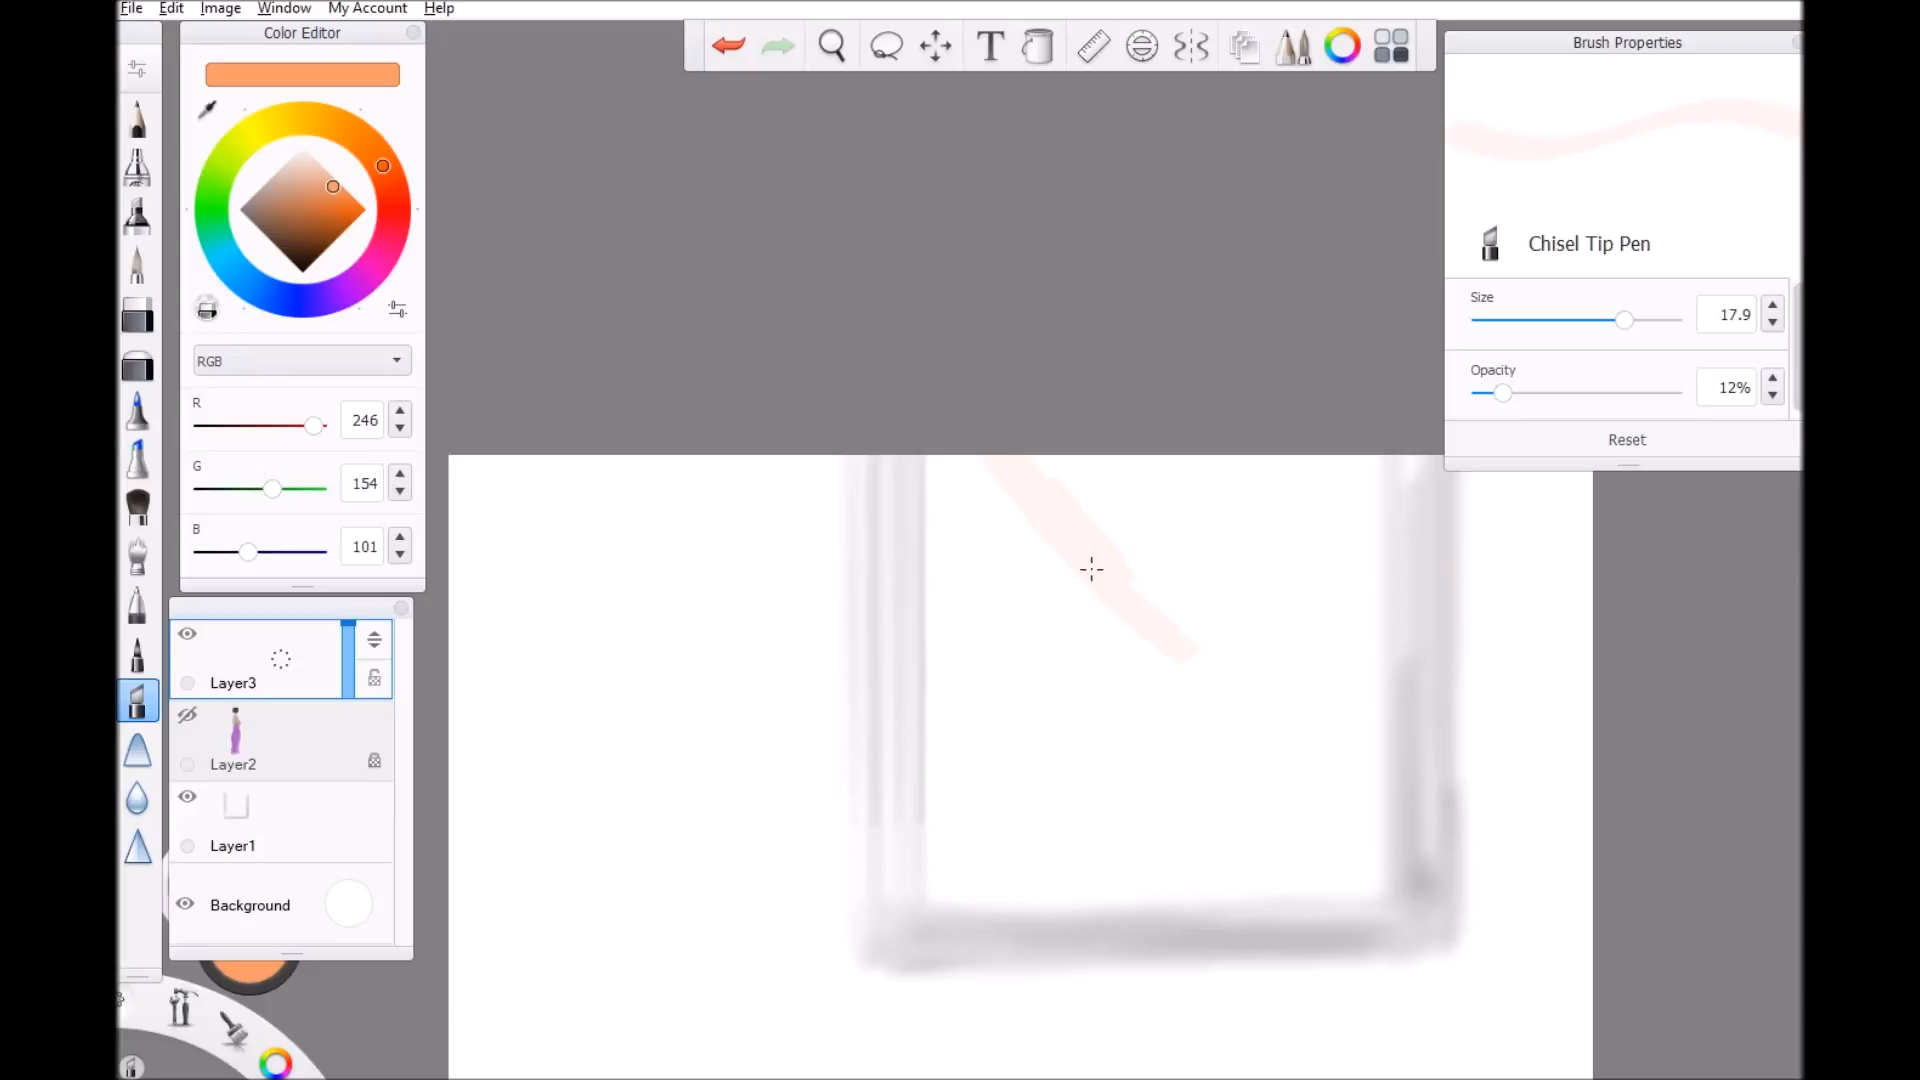 File Edit Image Window My Account Help
Color Editor
RGB
R
246
G
154
B
101
Layer3
Layer2
Layer1
Background
T
Brush Properties
Chisel Tip Pen
Size
17.9
Opacity
12%
Reset